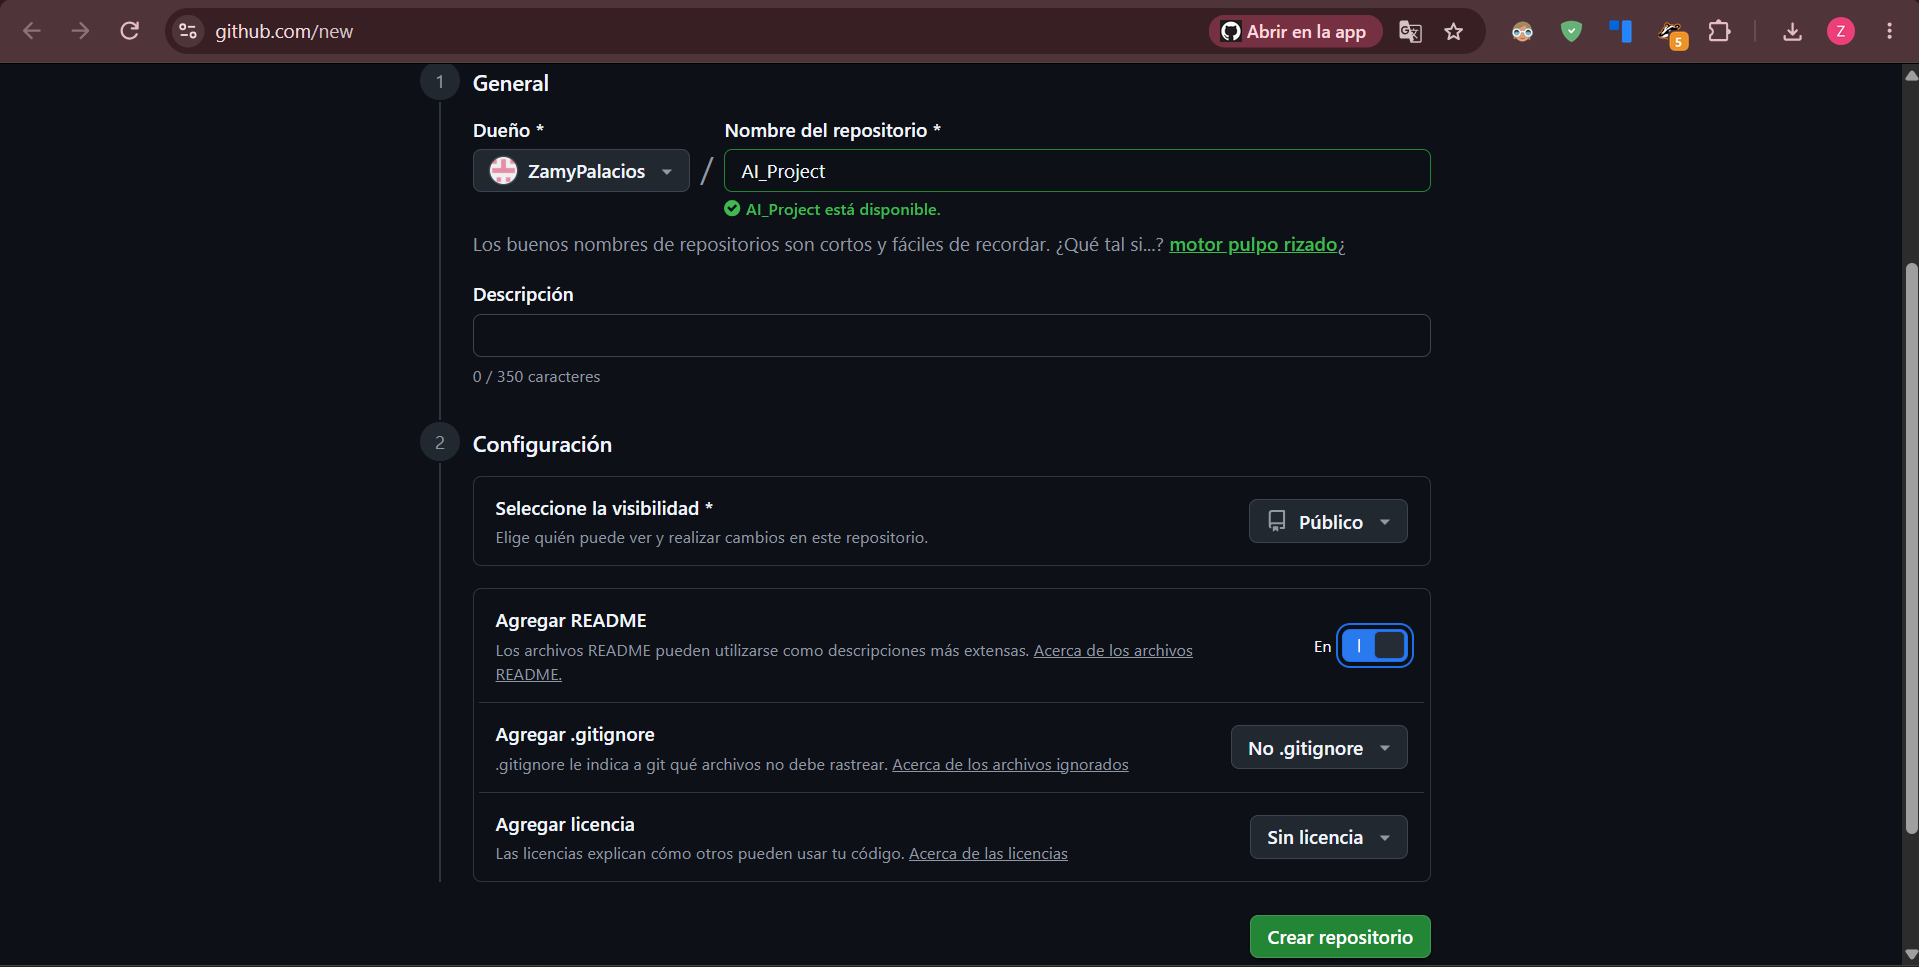 github.com/new
Abrir en la app
5
Z
1
General
Dueño *
Nombre del repositorio *
ZamyPalacios
/
AI_Project
AI_Project está disponible.
Los buenos nombres de repositorios son cortos y fáciles de recordar. ¿Qué tal si...? motor pulpo rizado¿
Descripción
0 / 350 caracteres
2
Configuración
Seleccione la visibilidad *
Elige quién puede ver y realizar cambios en este repositorio.
Público
Agregar README
Los archivos README pueden utilizarse como descripciones más extensas. Acerca de los archivos
README.
En
Agregar .gitignore
.gitignore le indica a git qué archivos no debe rastrear. Acerca de los archivos ignorados
No .gitignore
Agregar licencia
Las licencias explican cómo otros pueden usar tu código. Acerca de las licencias
Sin licencia
Crear repositorio